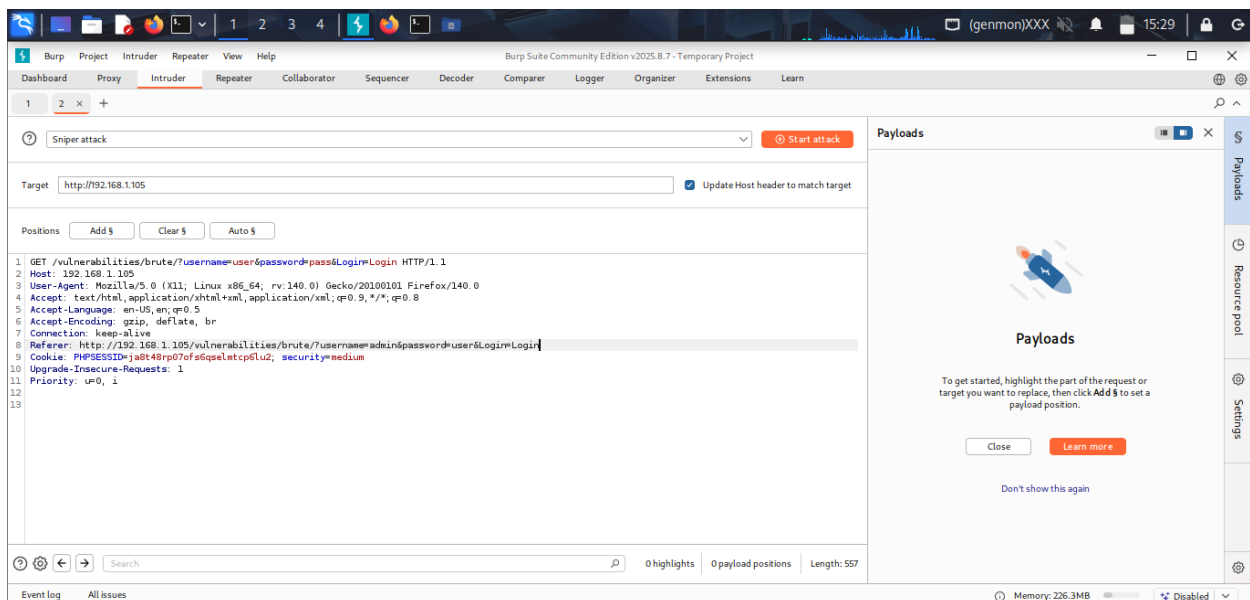 1 2 3 4 (genmon)XXX 15:29
Burp Project Intruder Repeater View Help Burp Suite Community Edition v2025.8.7 - Temporary Project
Dashboard Proxy Intruder Repeater Collaborator Sequencer Decoder Comparer Logger Organizer Extensions Learn
1 2 × +
Sniper attack Start attack
Payloads
Target http://192.168.1.105 Update Host header to match target
Positions Add § Clear § Auto §
1 GET /vulnerabilities/brute/?username=user&password=pass&Login=Login HTTP/1.1
2 Host: 192.168.1.105
3 User-Agent: Mozilla/5.0 (X11; Linux x86_64; rv:140.0) Gecko/20100101 Firefox/140.0
4 Accept: text/html,application/xhtml+xml,application/xml;q=0.9,*/*;q=0.8
5 Accept-Language: en-US,en;q=0.5
6 Accept-Encoding: gzip, deflate, br
7 Connection: keep-alive
8 Referer: http://192.168.1.105/vulnerabilities/brute/?username=admin&password=user&Login=Login
9 Cookie: PHPSESSID=ja8t48rp07ofs6qselmtcp6lu2; security=medium
10 Upgrade-Insecure-Requests: 1
11 Priority: u=0, i
12
13
Payloads
To get started, highlight the part of the request or
target you want to replace, then click Add § to set a
payload position.
Close Learn more
Don't show this again
§ Payloads
Resource pool
Settings
Search 0 highlights 0 payload positions Length: 557
Event log All issues Memory: 226.3MB Disabled